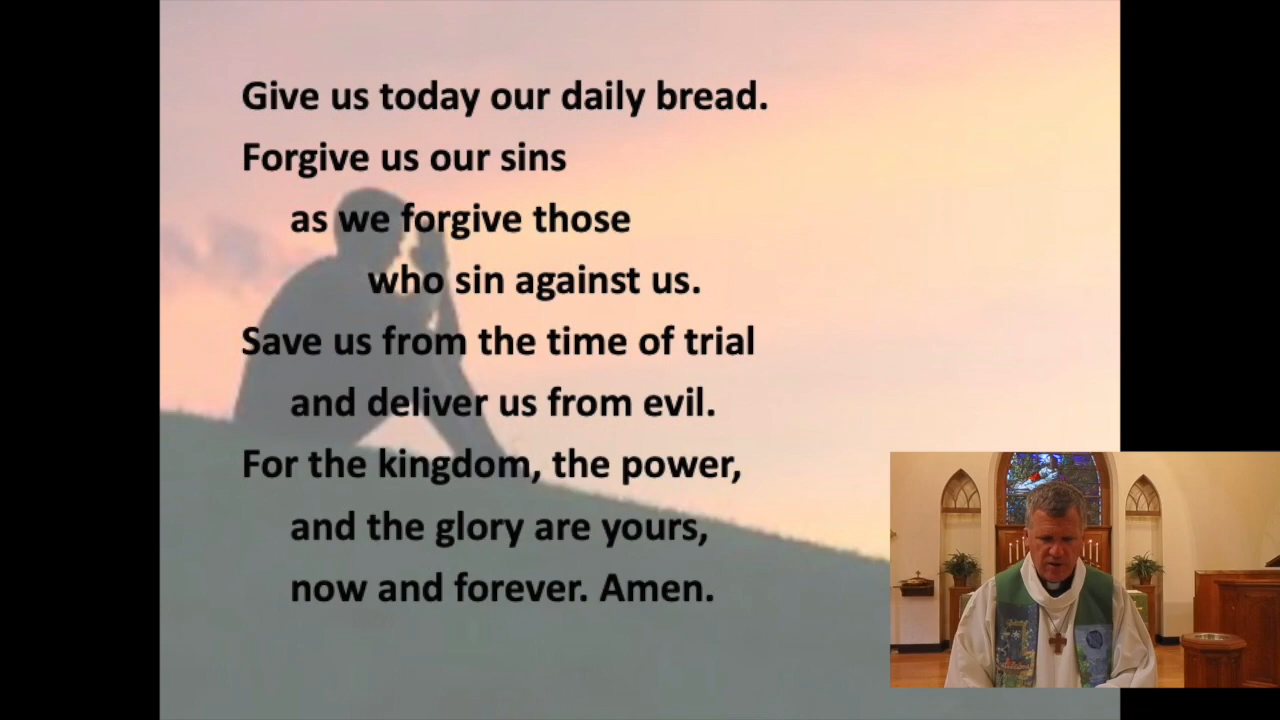 Give us today our daily bread.
Forgive us our sins
as we forgive those
who sin against us.
Save us from the time of trial
and deliver us from evil.
For the kingdom, the power,
and the glory are yours,
now and forever. Amen.